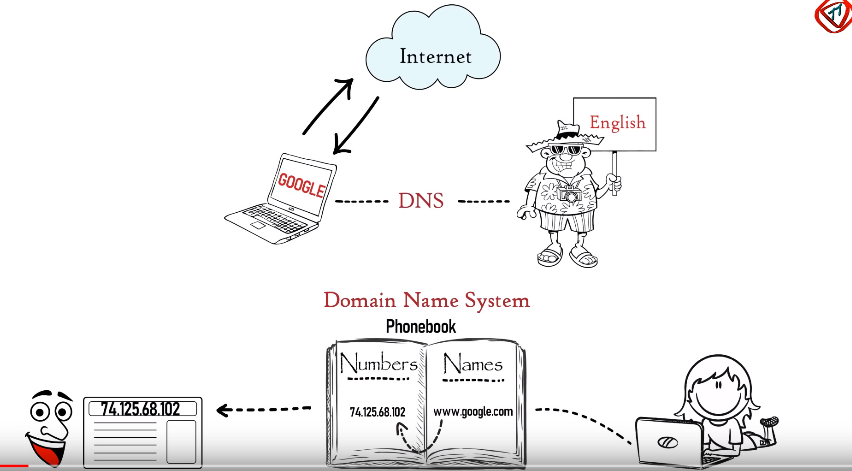 Internet
English
GOOGLE
DNS
Domain Name System
Phonebook
Numbers Names
74.125.68.102 www.google.com
74.125.68.102